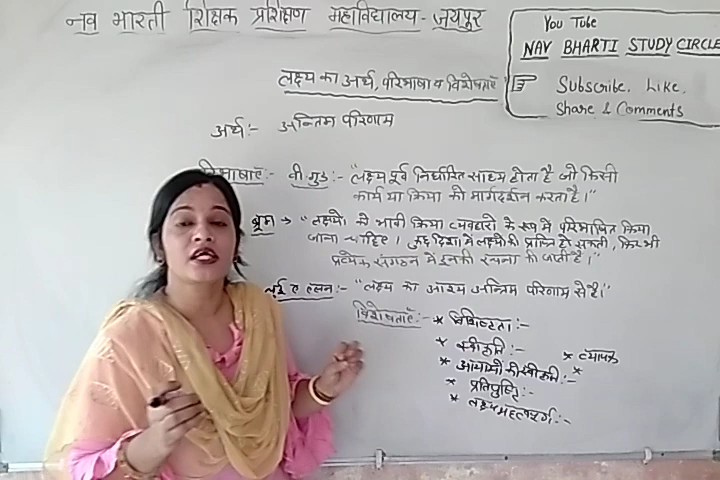 नव भारती शिक्षक प्रशिक्षण महाविद्यालय - जयपुर
You Tube
NAV BHARTI STUDY CIRCLE
Subscribe. Like.
Share & Comments
लक्ष्य का अर्थ, परिभाषा व विशेषताएँ
अर्थ :- अन्तिम परिणाम
परिभाषाएँ :- वी. गुड :- "लक्ष्य पूर्व निर्धारित साध्य होता है जो किसी
कार्य या क्रिया को मार्गदर्शन करता है।"
ब्रूम → "लक्ष्यों को भावी क्रिया व्यवहारो के रूप में परिभाषित किया
जाना चाहिए। कुछ दिशा में लक्ष्यों की प्राप्ति हो सकती, फिर भी
प्रत्येक संगठन में इनकी रचना की जाती है।"
लुई ए एलन :- "लक्ष्य का आशय अन्तिम परिणाम से है।"
विशेषताएँ :- * विशिष्टता :-
* स्वीकृति :-
* व्यापक
* आयामों की स्वीकृति :-
*
* प्रतिपुष्टि :-
* लक्ष्य महत्वपूर्ण :-